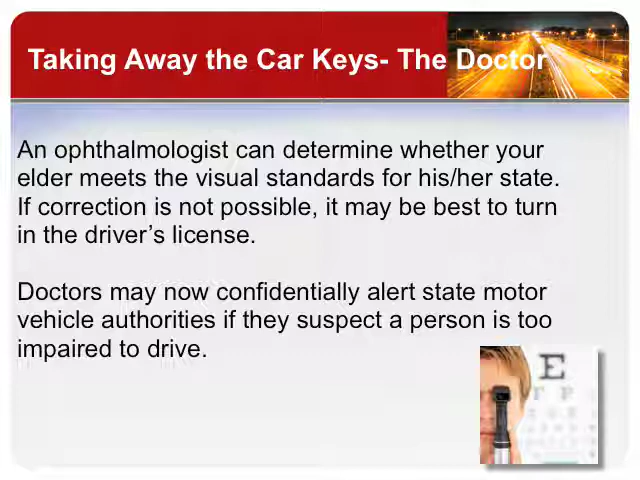 Taking Away the Car Keys- The Doctor
An ophthalmologist can determine whether your
elder meets the visual standards for his/her state.
If correction is not possible, it may be best to turn
in the driver’s license.
Doctors may now confidentially alert state motor
vehicle authorities if they suspect a person is too
impaired to drive.
E
F P